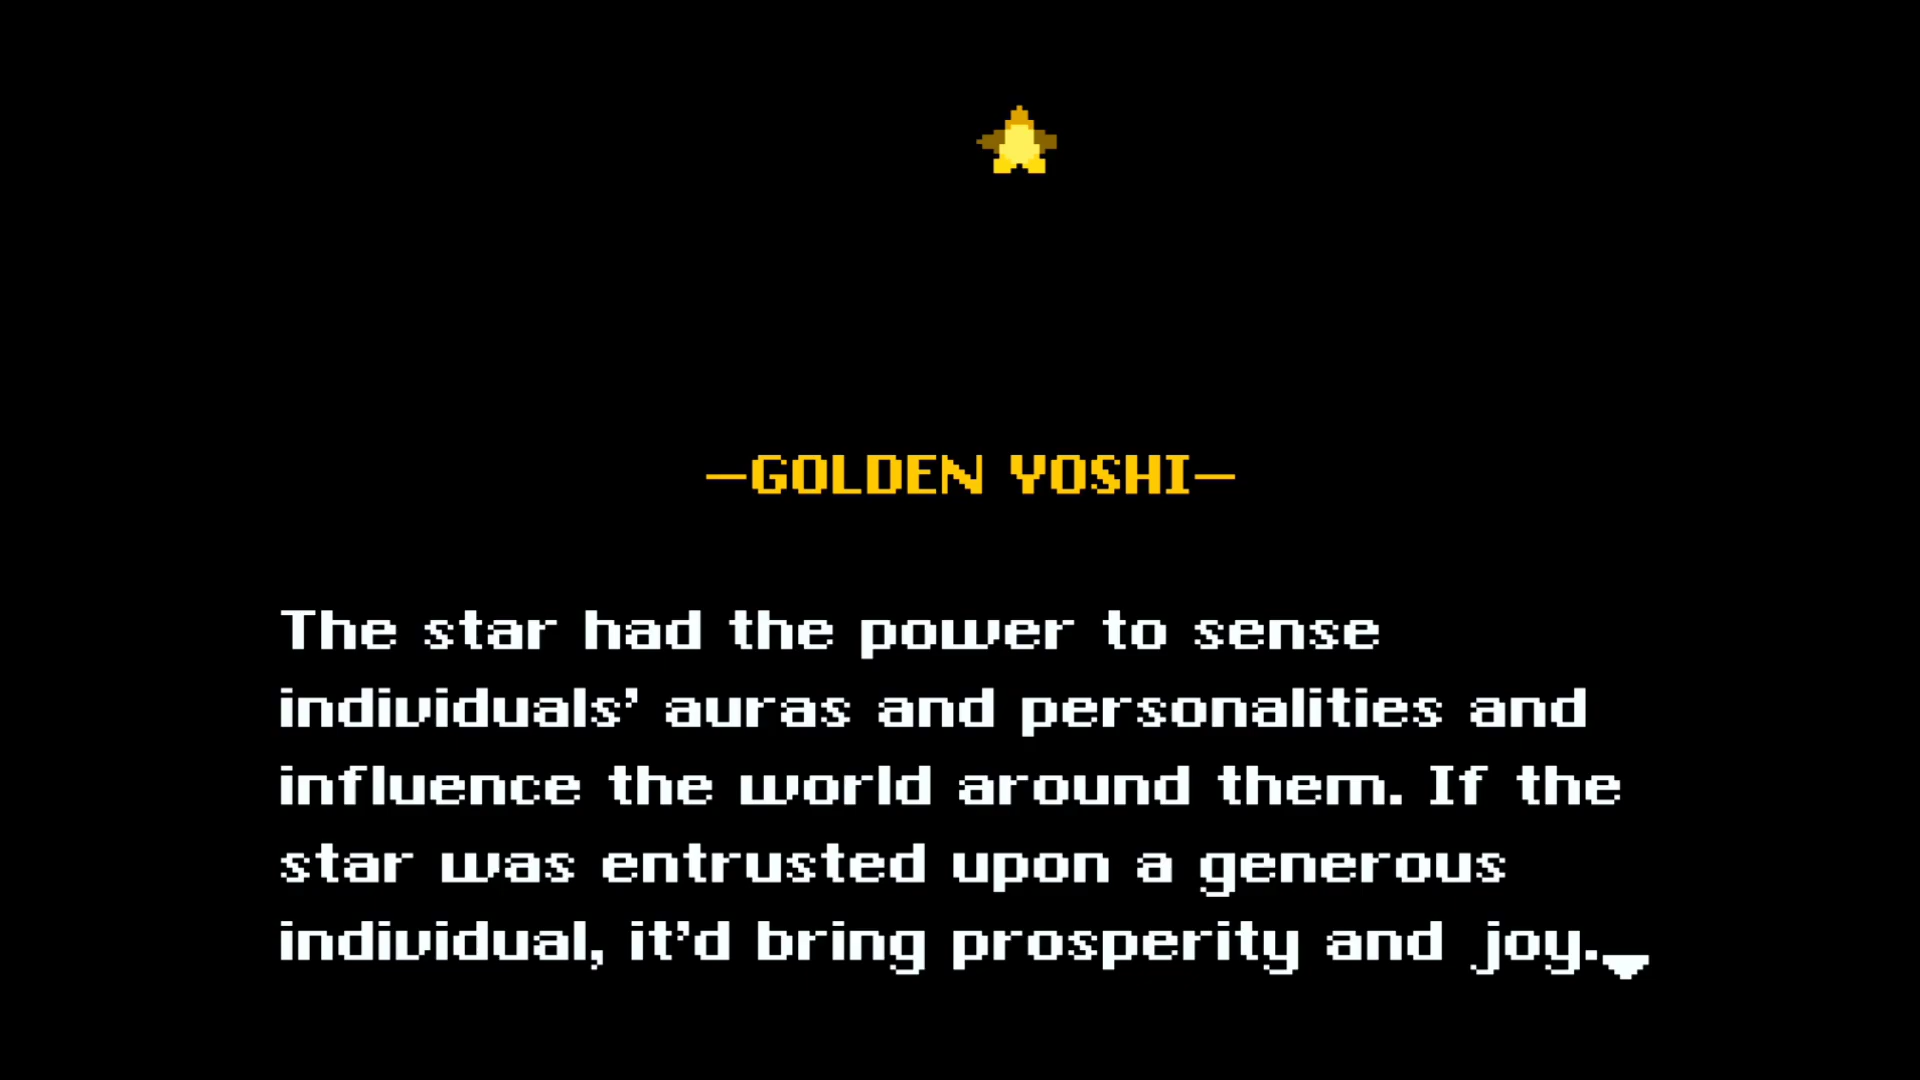 —GOLDEN YOSHI—
The star had the power to sense
individuals’ auras and personalities and
influence the world around them. If the
star was entrusted upon a generous
individual, it’d bring prosperity and joy.